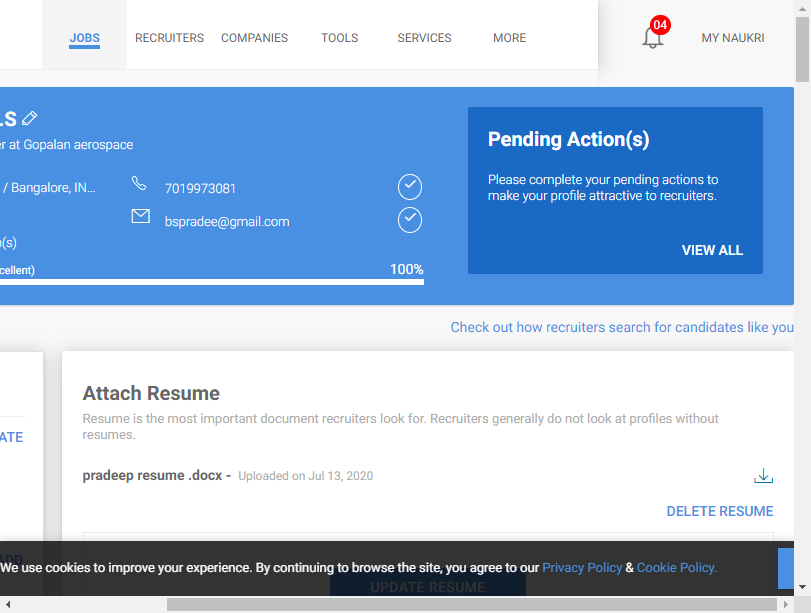 JOBS RECRUITERS COMPANIES TOOLS SERVICES MORE 04 MY NAUKRI
LS
er at Gopalan aerospace
/ Bangalore, IN... 7019973081
bspradee@gmail.com
n(s)
cellent) 100%
Pending Action(s)
Please complete your pending actions to
make your profile attractive to recruiters.
VIEW ALL
Check out how recruiters search for candidates like you
ATE
Attach Resume
Resume is the most important document recruiters look for. Recruiters generally do not look at profiles without
resumes.
pradeep resume .docx - Uploaded on Jul 13, 2020
DELETE RESUME
ADD
We use cookies to improve your experience. By continuing to browse the site, you agree to our Privacy Policy & Cookie Policy.
UPDATE RESUME